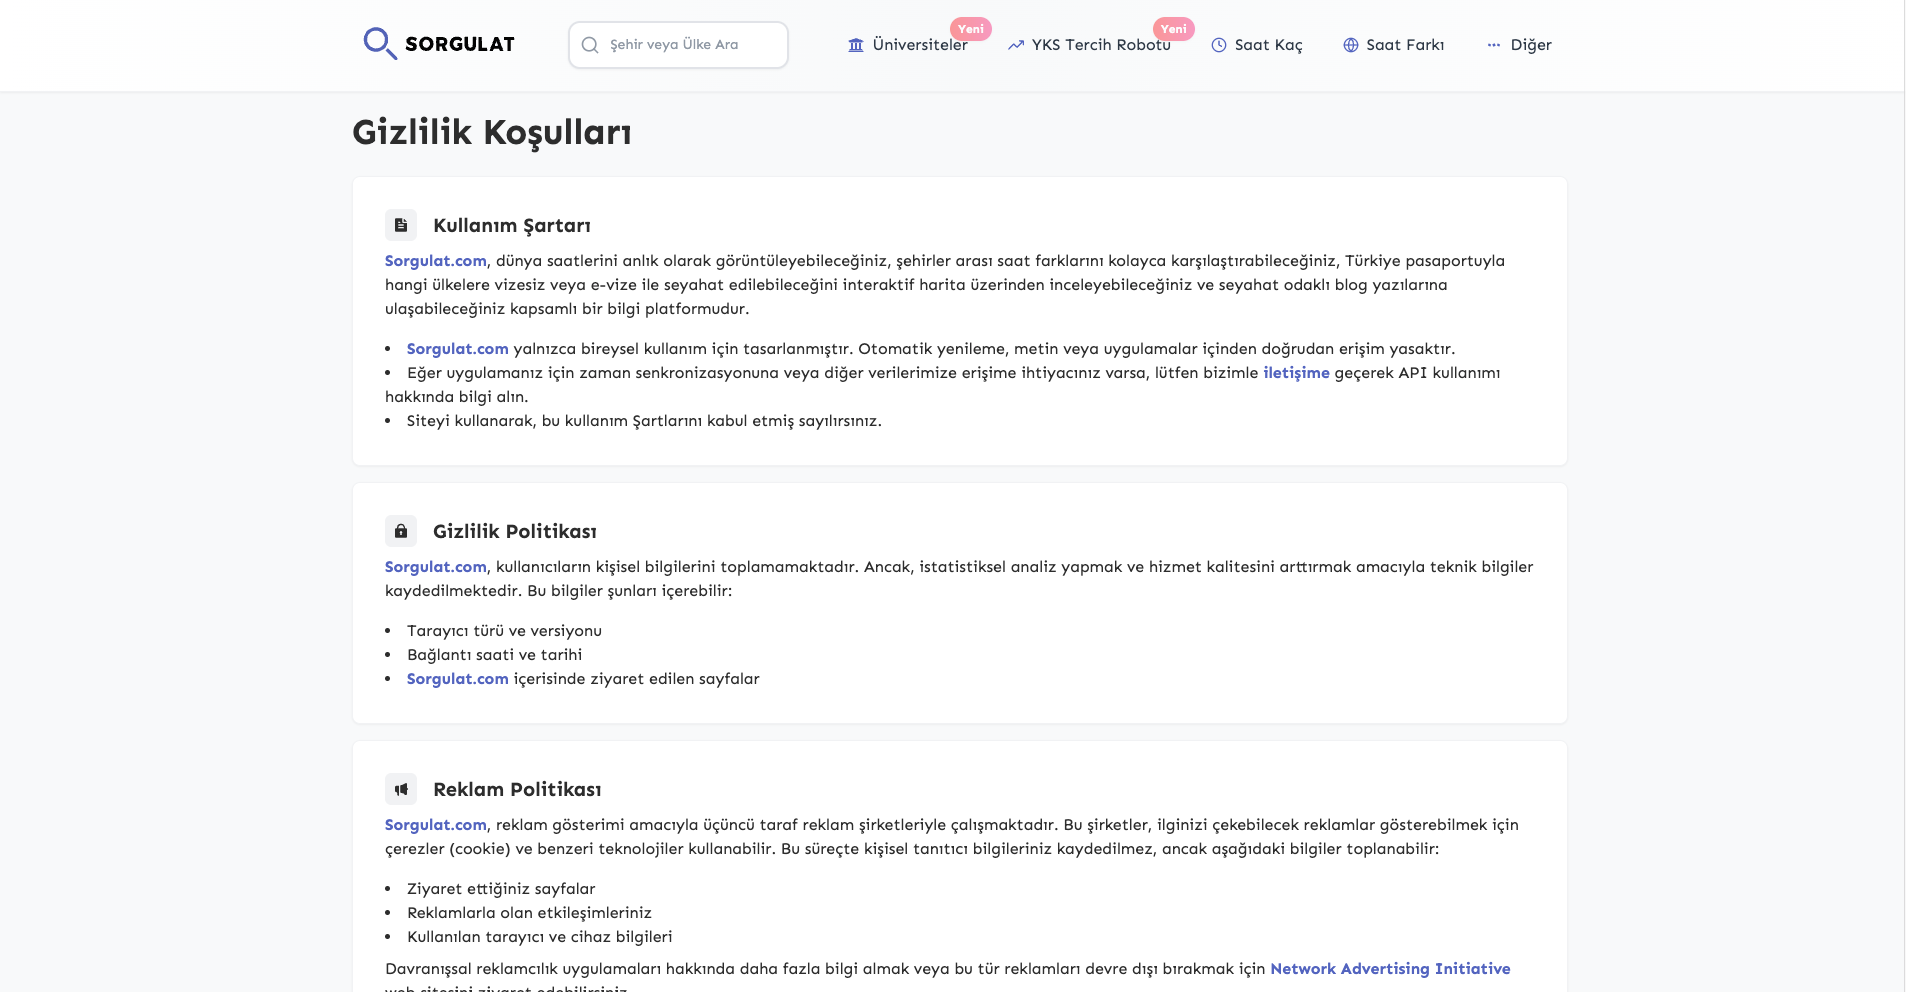 SORGULAT
Şehir veya Ülke Ara
Üniversiteler
Yeni
YKS Tercih Robotu
Yeni
Saat Kaç
Saat Farkı
Diğer
Gizlilik Koşulları
Kullanım Şartarı
Sorgulat.com, dünya saatlerini anlık olarak görüntüleyebileceğiniz, şehirler arası saat farklarını kolayca karşılaştırabileceğiniz, Türkiye pasaportuyla
hangi ülkelere vizesiz veya e-vize ile seyahat edilebileceğini interaktif harita üzerinden inceleyebileceğiniz ve seyahat odaklı blog yazılarına
ulaşabileceğiniz kapsamlı bir bilgi platformudur.
• Sorgulat.com yalnızca bireysel kullanım için tasarlanmıştır. Otomatik yenileme, metin veya uygulamalar içinden doğrudan erişim yasaktır.
• Eğer uygulamanız için zaman senkronizasyonuna veya diğer verilerimize erişime ihtiyacınız varsa, lütfen bizimle iletişime geçerek API kullanımı
hakkında bilgi alın.
• Siteyi kullanarak, bu kullanım Şartlarını kabul etmiş sayılırsınız.
Gizlilik Politikası
Sorgulat.com, kullanıcıların kişisel bilgilerini toplamamaktadır. Ancak, istatistiksel analiz yapmak ve hizmet kalitesini arttırmak amacıyla teknik bilgiler
kaydedilmektedir. Bu bilgiler şunları içerebilir:
• Tarayıcı türü ve versiyonu
• Bağlantı saati ve tarihi
• Sorgulat.com içerisinde ziyaret edilen sayfalar
Reklam Politikası
Sorgulat.com, reklam gösterimi amacıyla üçüncü taraf reklam şirketleriyle çalışmaktadır. Bu şirketler, ilginizi çekebilecek reklamlar gösterebilmek için
çerezler (cookie) ve benzeri teknolojiler kullanabilir. Bu süreçte kişisel tanıtıcı bilgileriniz kaydedilmez, ancak aşağıdaki bilgiler toplanabilir:
• Ziyaret ettiğiniz sayfalar
• Reklamlarla olan etkileşimleriniz
• Kullanılan tarayıcı ve cihaz bilgileri
Davranışsal reklamcılık uygulamaları hakkında daha fazla bilgi almak veya bu tür reklamları devre dışı bırakmak için Network Advertising Initiative
web sitesini ziyaret edebilirsiniz.